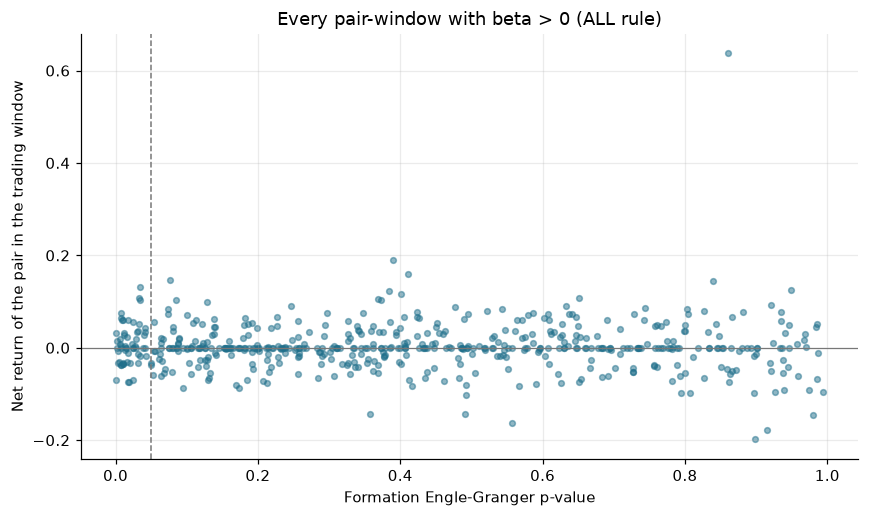 Every pair-window with beta > 0 (ALL rule)
Net return of the pair in the trading window
0.6
0.4
0.2
0.0
−0.2
0.0 0.2 0.4 0.6 0.8 1.0
Formation Engle-Granger p-value